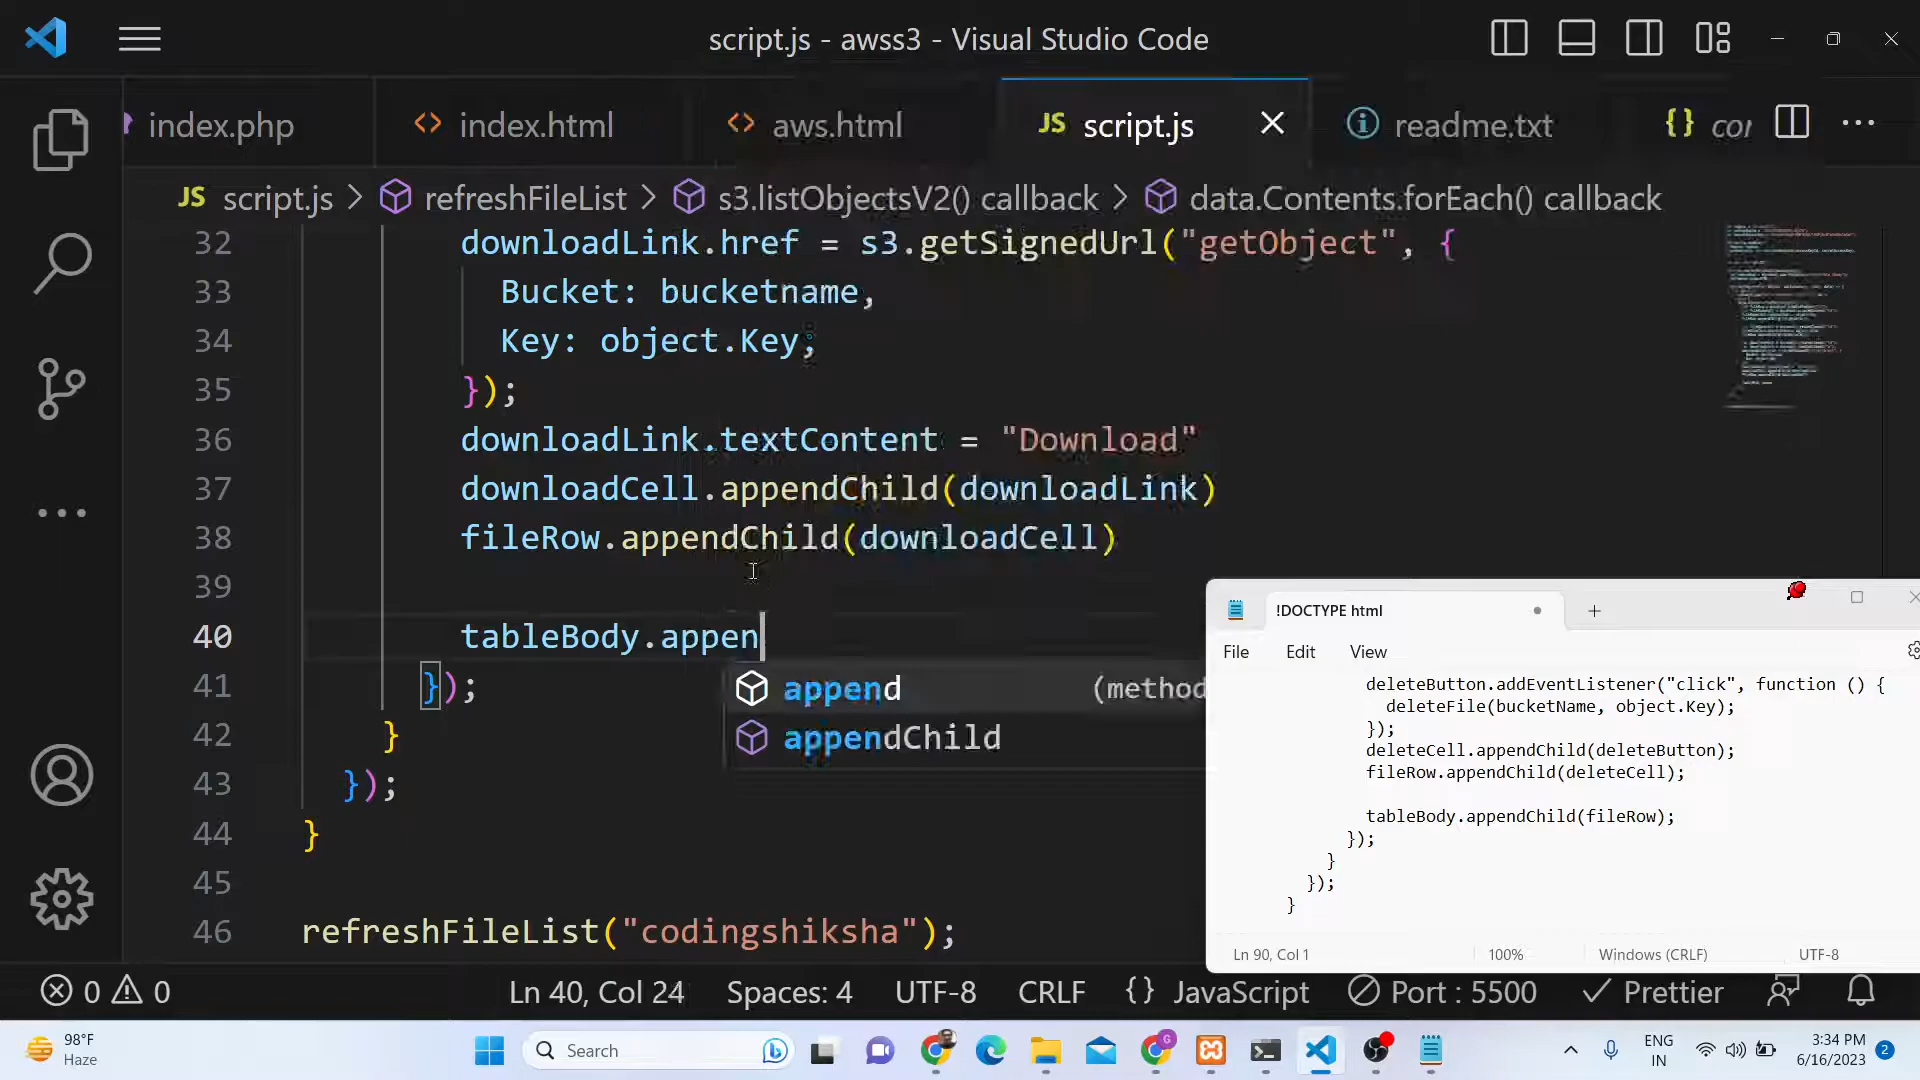 script.js - awss3 - Visual Studio Code
index.php
index.html
aws.html
JS script.js
readme.txt
{} cor
JS script.js > refreshFileList > s3.listObjectsV2() callback > data.Contents.forEach() callback
32 downloadLink.href = s3.getSignedUrl("getObject", {
33 Bucket: bucketname,
34 Key: object.Key,
35 });
36 downloadLink.textContent = "Download"
37 downloadCell.appendChild(downloadLink)
38 fileRow.appendChild(downloadCell)
39
40 tableBody.appen
append (method
appendChild
41 });
42 }
43 });
44 }
45
46 refreshFileList("codingshiksha");
!DOCTYPE html
File Edit View
deleteButton.addEventListener("click", function () {
deleteFile(bucketName, object.Key);
});
deleteCell.appendChild(deleteButton);
fileRow.appendChild(deleteCell);
tableBody.appendChild(fileRow);
});
}
});
}
Ln 90, Col 1 100% Windows (CRLF) UTF-8
0 0 Ln 40, Col 24 Spaces: 4 UTF-8 CRLF {} JavaScript Port : 5500 Prettier
98°F
Haze
Search
ENG
IN
3:34 PM
6/16/2023
2